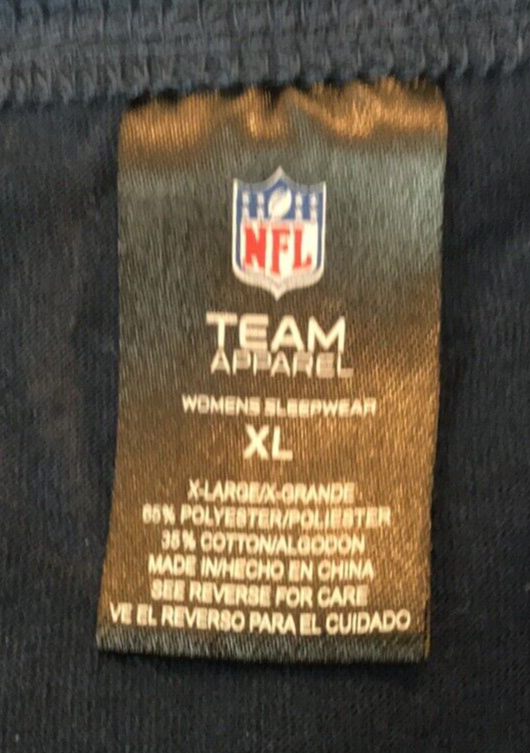 NFL
TEAM
APPAREL
WOMENS SLEEPWEAR
XL
X-LARGE/X-GRANDE
65% POLYESTER/POLIESTER
35% COTTON/ALGODON
MADE IN/HECHO EN CHINA
SEE REVERSE FOR CARE
VE EL REVERSO PARA EL CUIDADO